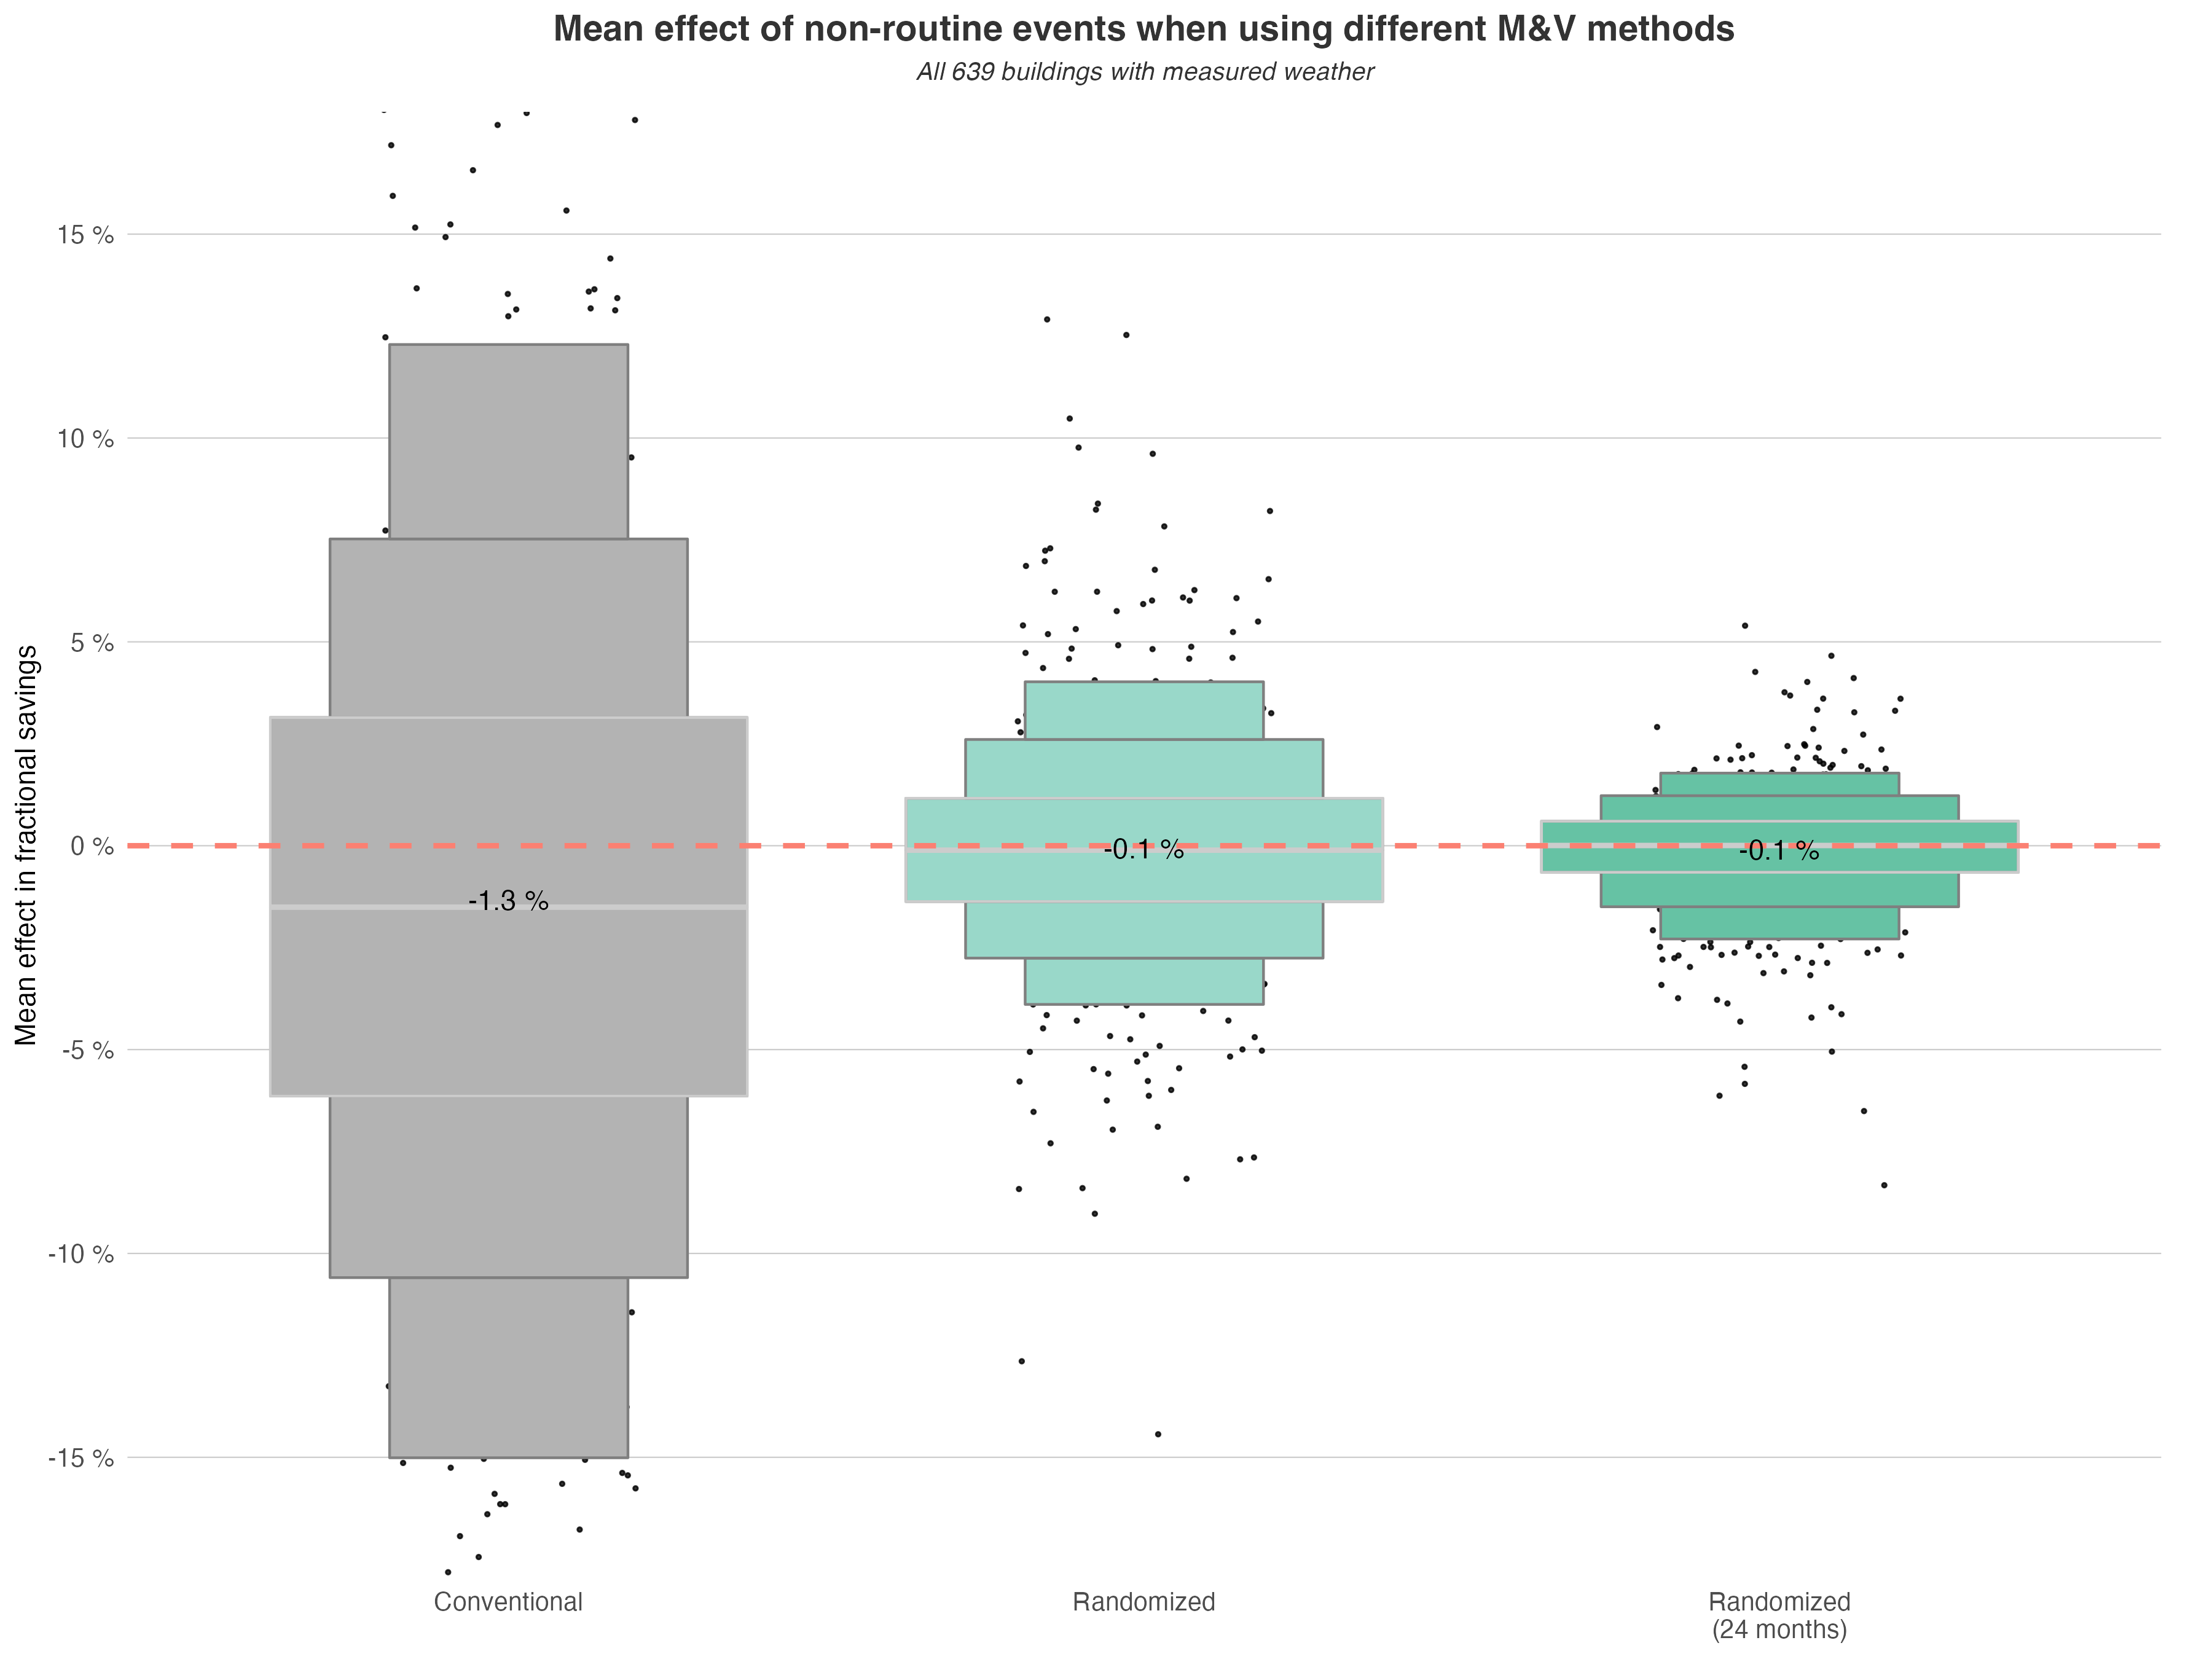 Mean effect of non-routine events when using different M&V methods
All 639 buildings with measured weather
Mean effect in fractional savings
15 %
10 %
5 %
0 %
-5 %
-10 %
-15 %
-1.3 %
-0.1 %
-0.1 %
Conventional
Randomized
Randomized
(24 months)